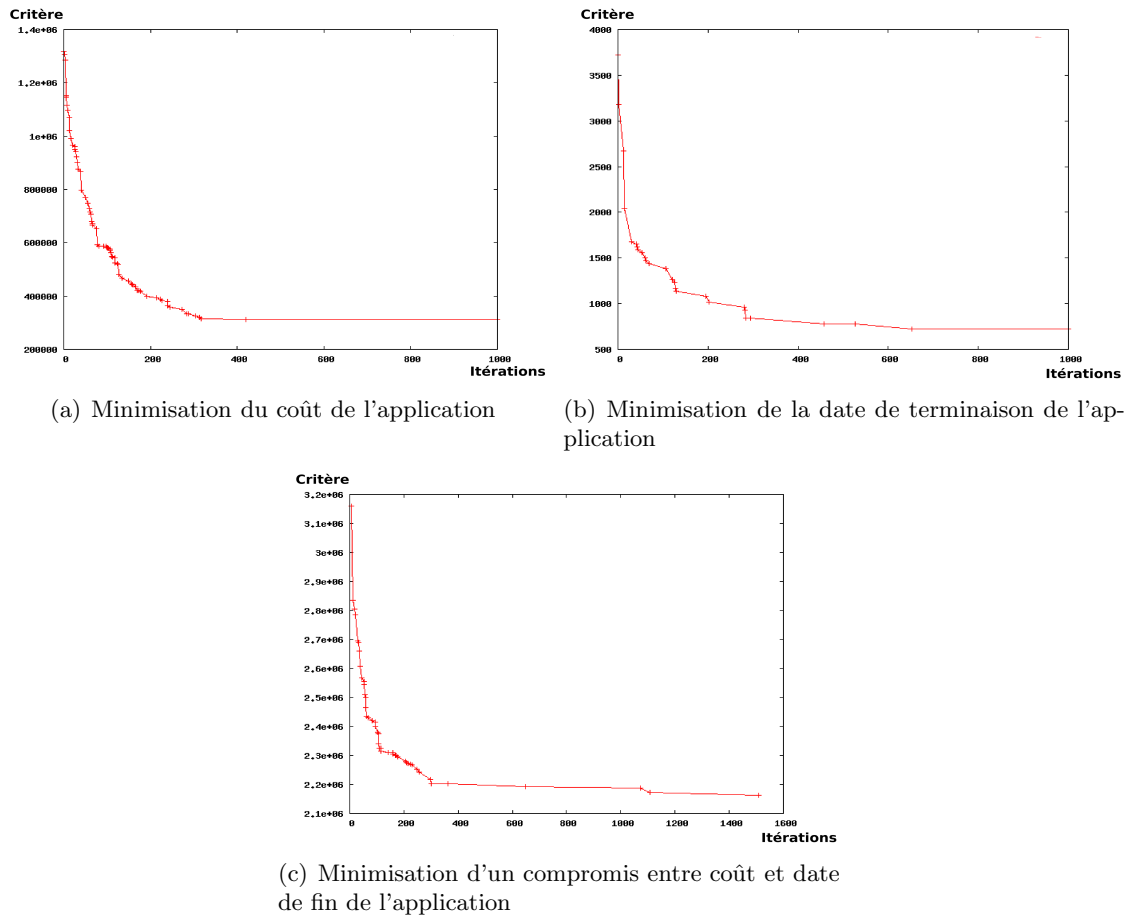 Critère
1.4e+06
1.2e+06
1e+06
800000
600000
400000
200000
0 200 400 600 800 1000
Itérations
(a) Minimisation du coût de l'application
Critère
4000
3500
3000
2500
2000
1500
1000
500
0 200 400 600 800 1000
Itérations
(b) Minimisation de la date de terminaison de l'ap-
plication
Critère
3.2e+06
3.1e+06
3e+06
2.9e+06
2.8e+06
2.7e+06
2.6e+06
2.5e+06
2.4e+06
2.3e+06
2.2e+06
2.1e+06
0 200 400 600 800 1000 1200 1400 1600
Itérations
(c) Minimisation d'un compromis entre coût et date
de fin de l'application